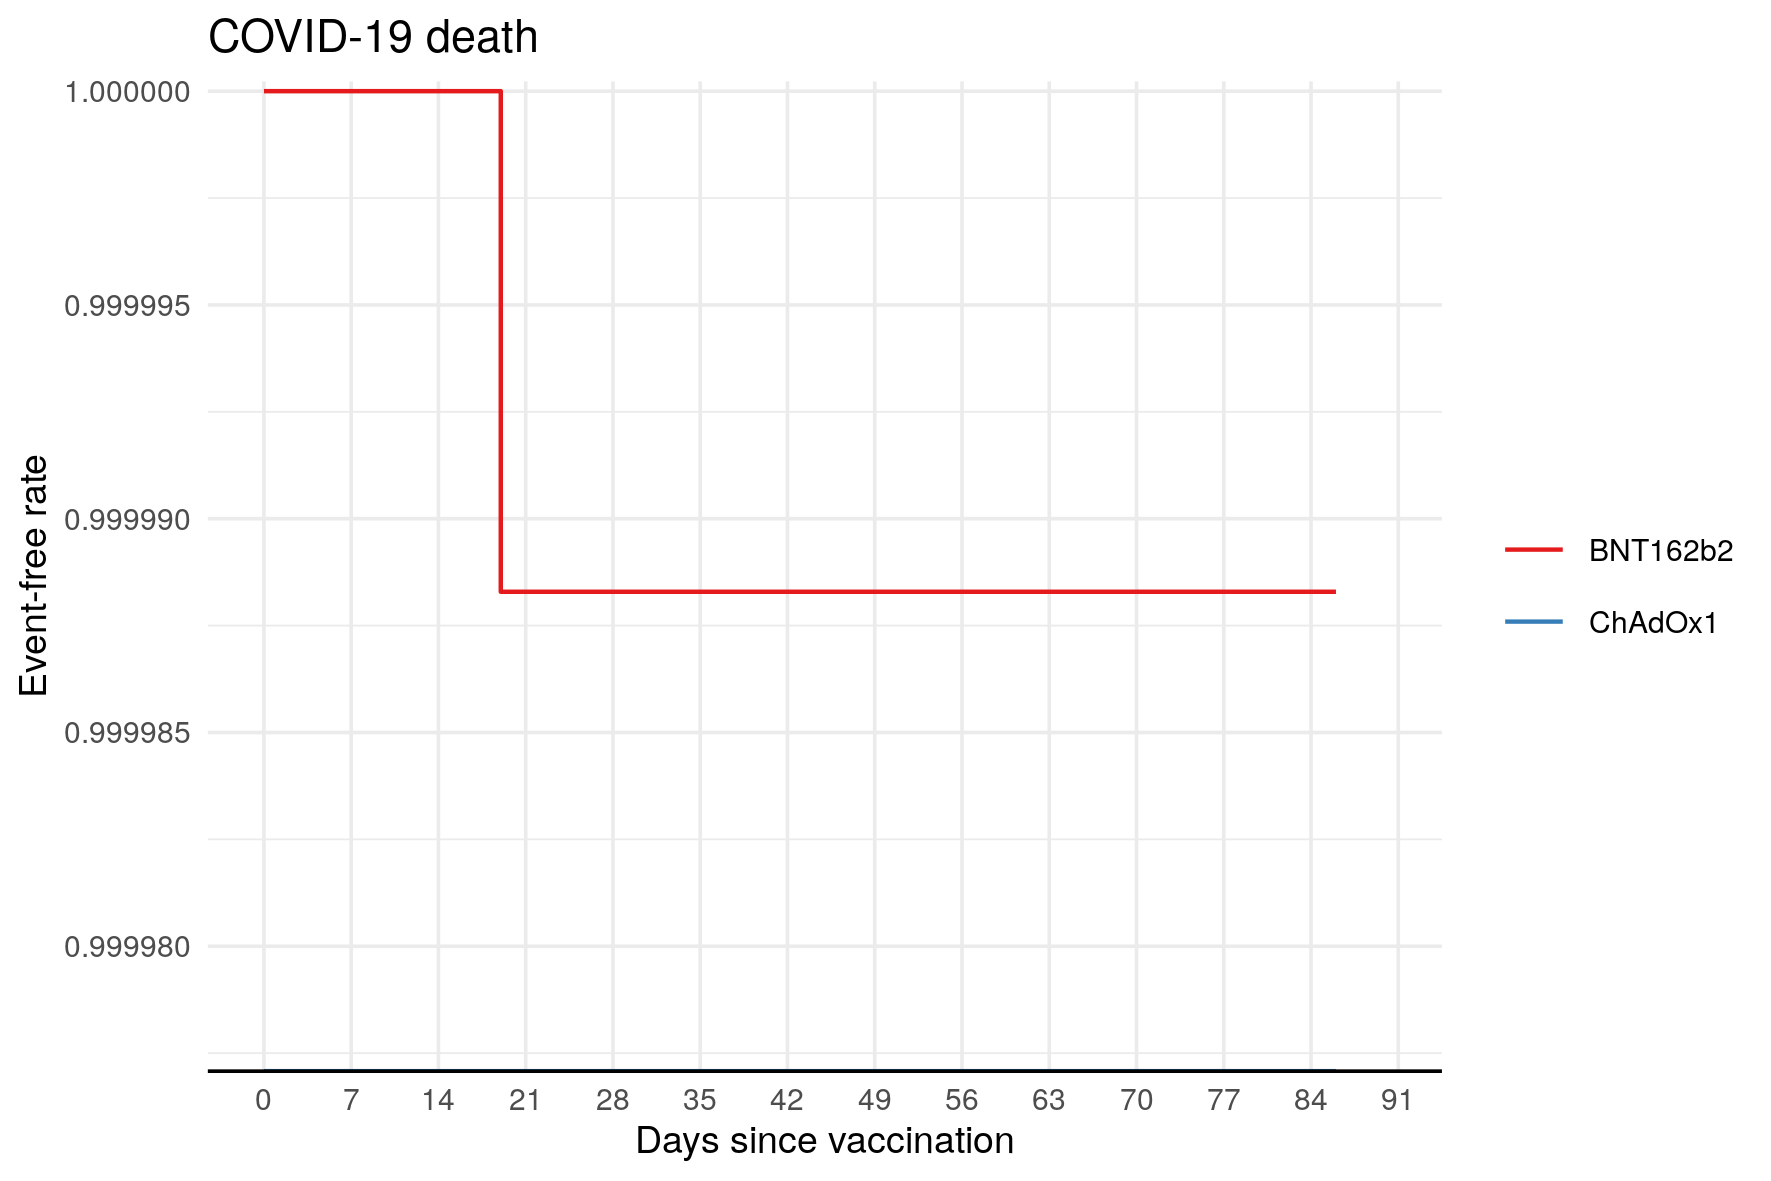 COVID-19 death
1.000000
0.999995
0.999990
0.999985
0.999980
Event-free rate
0 7 14 21 28 35 42 49 56 63 70 77 84 91
Days since vaccination
BNT162b2
ChAdOx1